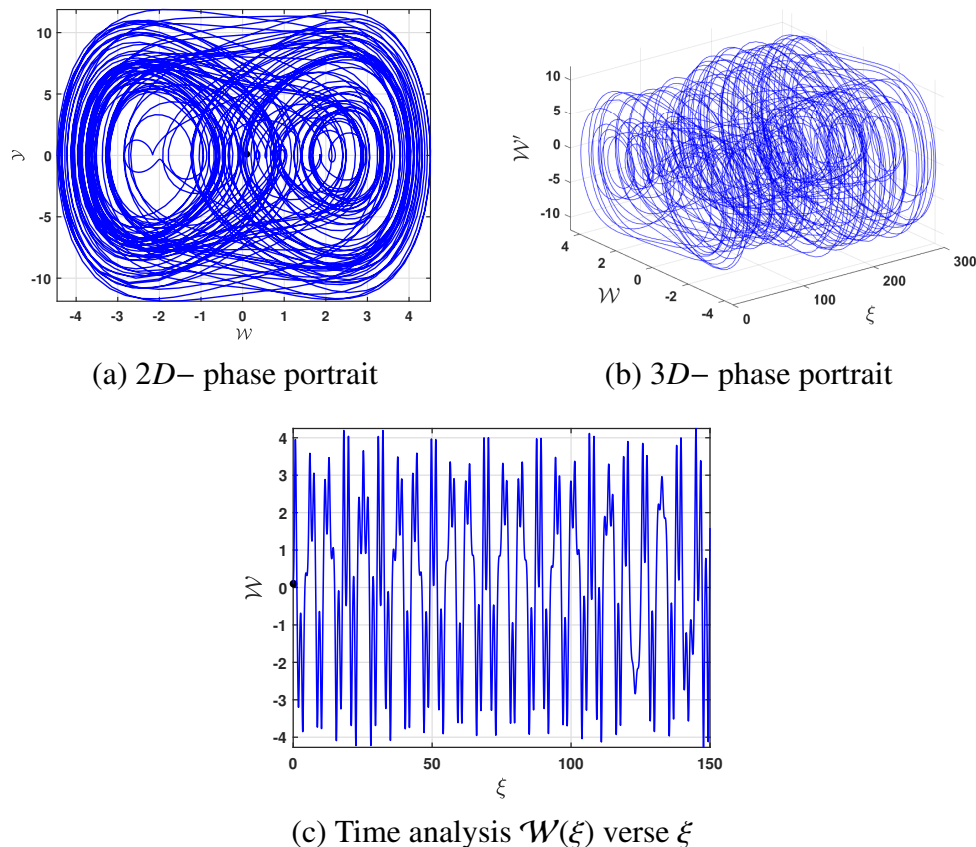 10
5
0
-5
-10
𝒴
-4 -3 -2 -1 0 1 2 3 4
𝒲
10
5
0
-5
-10
𝒲′
4
2
0
-2
-4
𝒲
0
100
200
300
ξ
(a) 2D− phase portrait
(b) 3D− phase portrait
4
3
2
1
0
-1
-2
-3
-4
𝒲
0 50 100 150
ξ
(c) Time analysis 𝒲(ξ) verse ξ